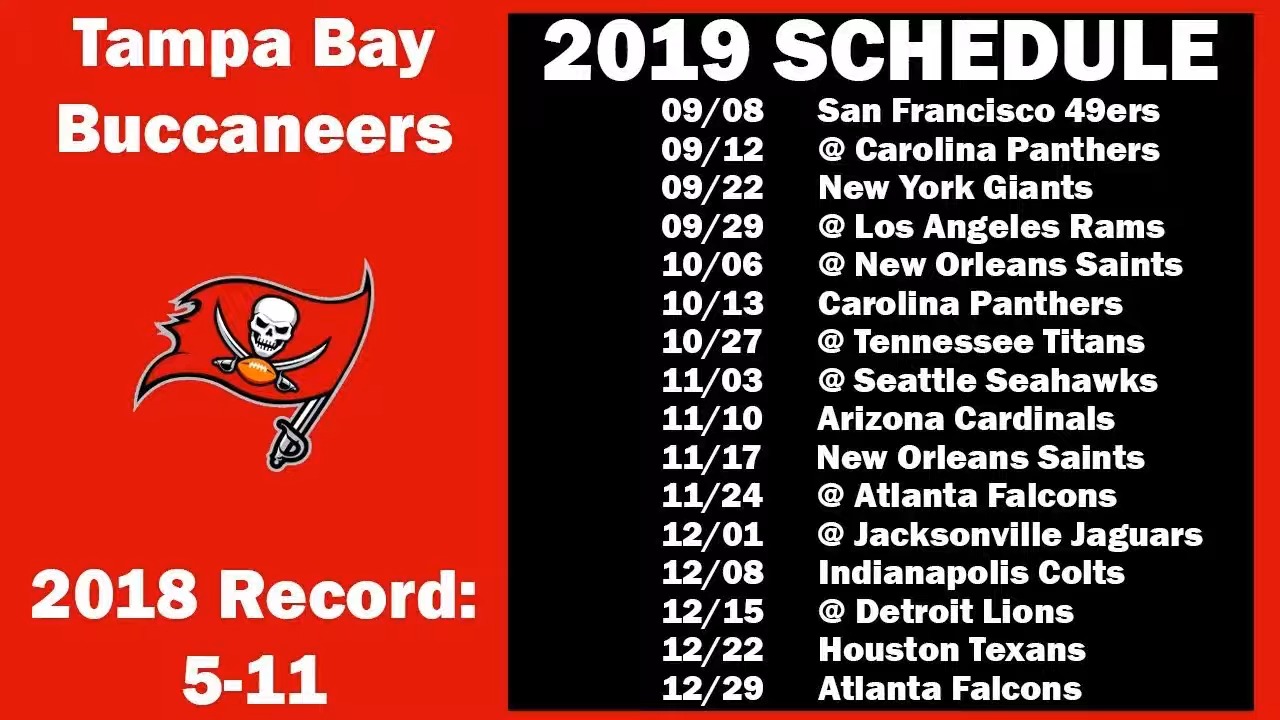 Tampa Bay
Buccaneers
2018 Record:
5-11
2019 SCHEDULE
09/08 San Francisco 49ers
09/12 @ Carolina Panthers
09/22 New York Giants
09/29 @ Los Angeles Rams
10/06 @ New Orleans Saints
10/13 Carolina Panthers
10/27 @ Tennessee Titans
11/03 @ Seattle Seahawks
11/10 Arizona Cardinals
11/17 New Orleans Saints
11/24 @ Atlanta Falcons
12/01 @ Jacksonville Jaguars
12/08 Indianapolis Colts
12/15 @ Detroit Lions
12/22 Houston Texans
12/29 Atlanta Falcons